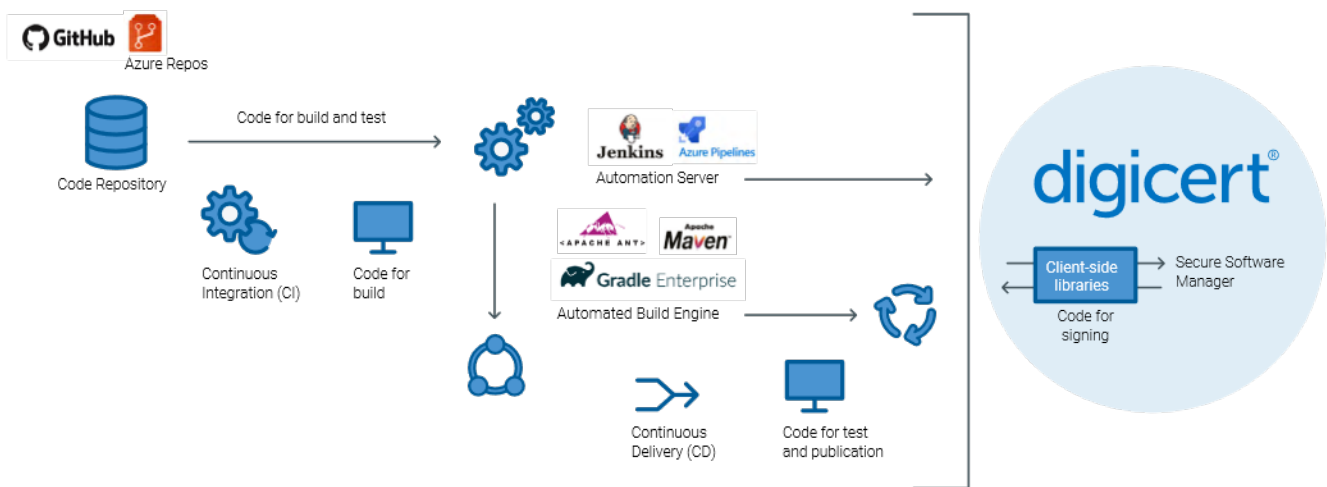 GitHub
Azure Repos
Code Repository
Code for build and test
Continuous
Integration (CI)
Code for
build
Jenkins
Azure Pipelines
Automation Server
<APACHE ANT>
Apache
Maven™
Gradle Enterprise
Automated Build Engine
Continuous
Delivery (CD)
Code for test
and publication
digicert®
Client-side
libraries
Code for
signing
Secure Software
Manager